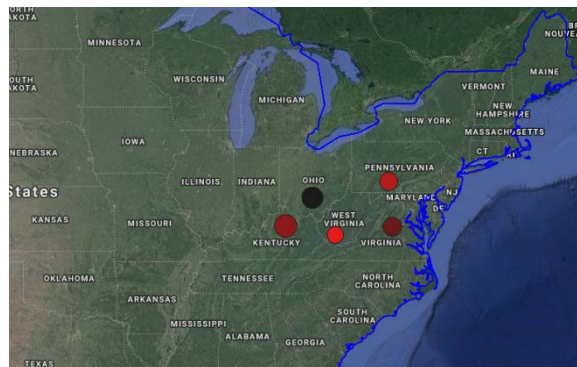 NORTH
DAKOTA
MINNESOTA
NOUVEAU
MAINE
WISCONSIN
VERMONT
SOUTH
DAKOTA
MICHIGAN
NEW
HAMPSHIRE
NEW YORK
MASSACHUSETTS
IOWA
CT
RI
NEBRASKA
PENNSYLVANIA
ILLINOIS
INDIANA
OHIO
States
MARYLAND
NJ
DE
KANSAS
MISSOURI
WEST
VIRGINIA
KENTUCKY
VIRGINIA
OKLAHOMA
TENNESSEE
NORTH
CAROLINA
ARKANSAS
SOUTH
CAROLINA
MISSISSIPPI
ALABAMA
GEORGIA
TEXAS